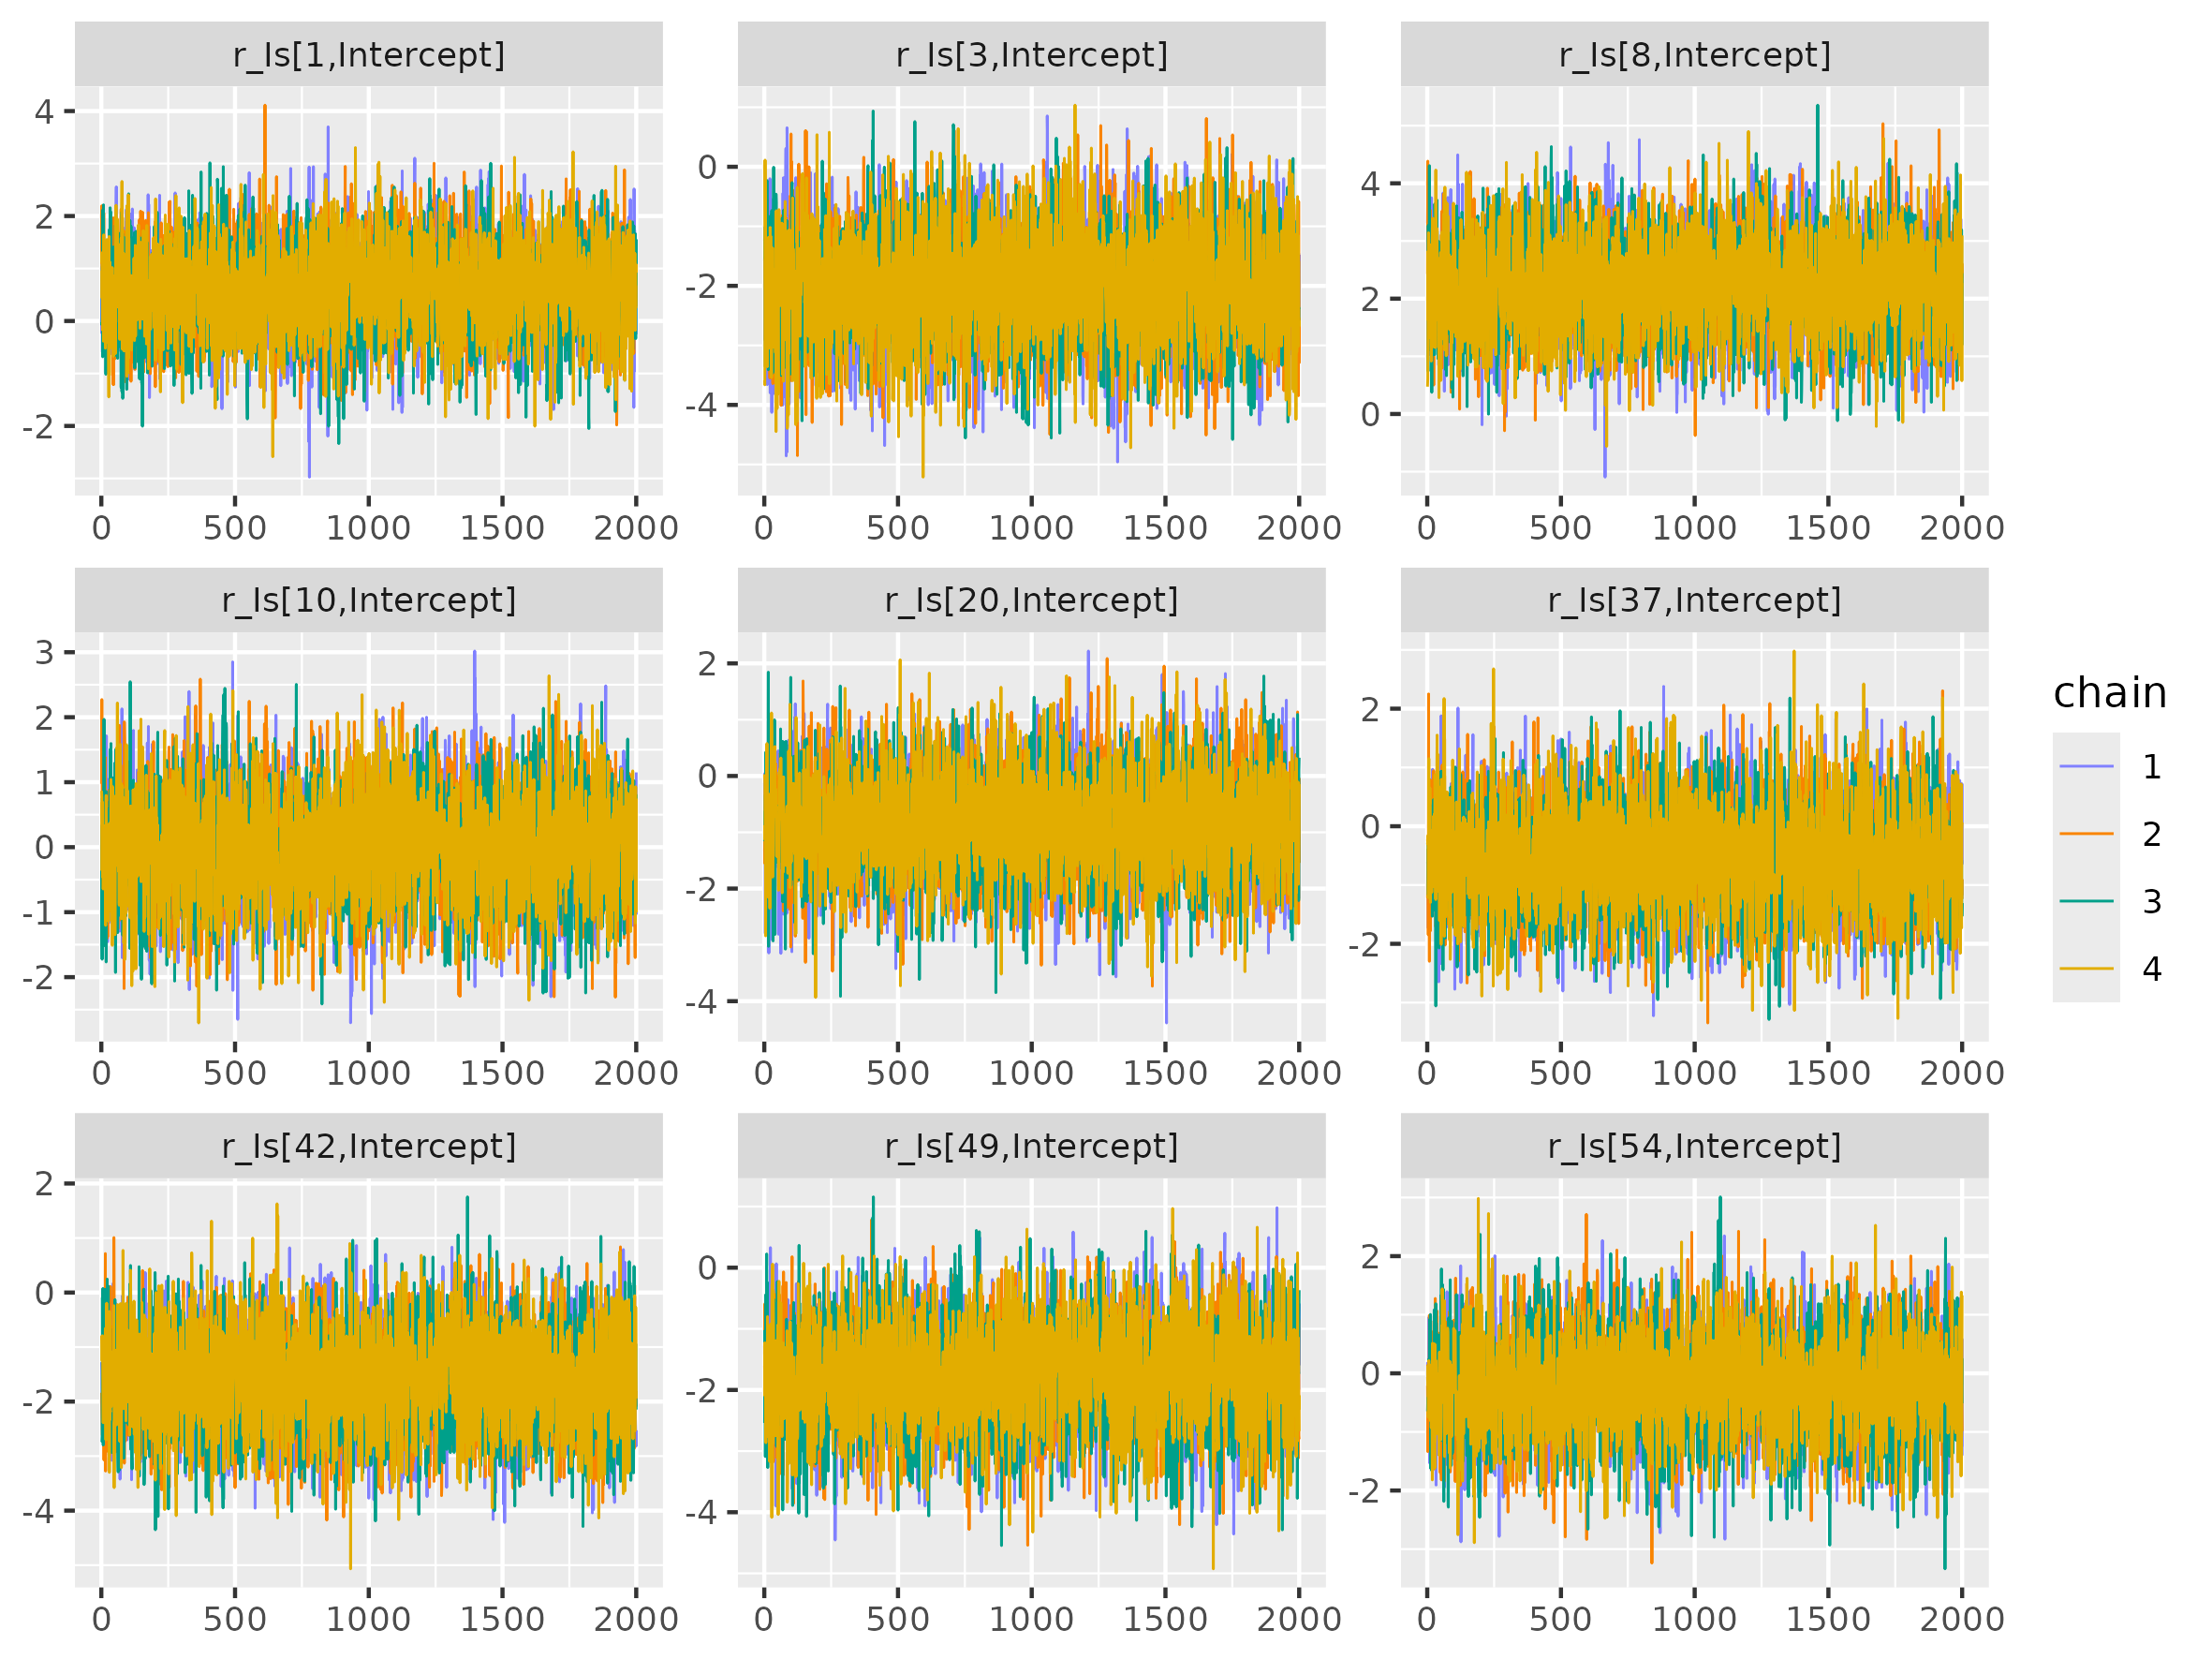 r_Is[1,Intercept]
r_Is[3,Intercept]
r_Is[8,Intercept]
4
2
0
-2
0
-2
-4
4
2
0
0 500 1000 1500 2000
0 500 1000 1500 2000
0 500 1000 1500 2000
r_Is[10,Intercept]
r_Is[20,Intercept]
r_Is[37,Intercept]
3
2
1
0
-1
-2
2
0
-2
-4
2
0
-2
0 500 1000 1500 2000
0 500 1000 1500 2000
0 500 1000 1500 2000
r_Is[42,Intercept]
r_Is[49,Intercept]
r_Is[54,Intercept]
2
0
-2
-4
0
-2
-4
2
0
-2
0 500 1000 1500 2000
0 500 1000 1500 2000
0 500 1000 1500 2000
chain
1
2
3
4